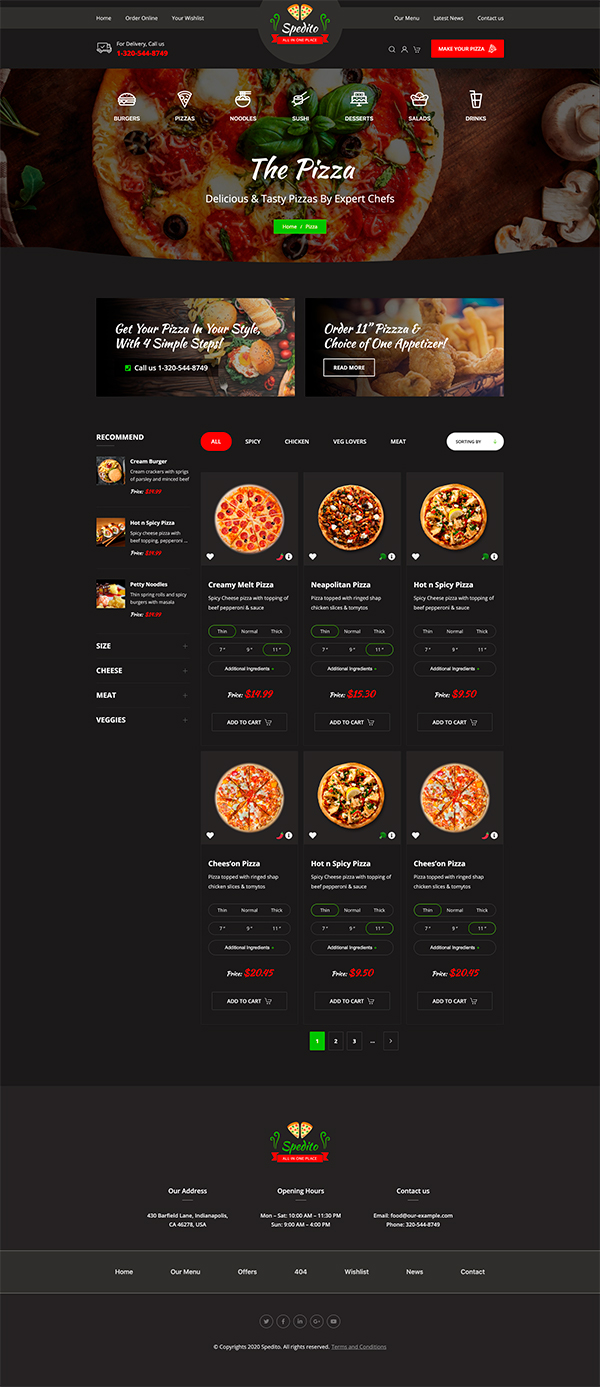 Home Order Online Your Wishlist
Spedito
ALL IN ONE PLACE
Our Menu Latest News Contact us
For Delivery, Call us
1-320-544-8749
MAKE YOUR PIZZA
BURGERS PIZZAS NOODLES SUSHI DESSERTS SALADS DRINKS
The Pizza
Delicious & Tasty Pizzas By Expert Chefs
Home / Pizza
Get Your Pizza In Your Style,
With 4 Simple Steps!
Call us 1-320-544-8749
Order 11” Pizzza &
Choice of One Appetizer!
READ MORE
RECOMMEND
Cream Burger
Cream crackers with sprigs
of parsley and minced beef
Price: $29.99
Hot n Spicy Pizza
Spicy cheese pizza with
beef topping, pepperoni ...
Price: $29.99
Petty Noodles
Thin spring rolls and spicy
burgers with masala
Price: $29.99
SIZE +
CHEESE +
MEAT +
VEGGIES +
ALL SPICY CHICKEN VEG LOVERS MEAT
SORTING BY
Creamy Melt Pizza
Spicy Cheese pizza with topping of
beef pepperoni & sauce
Thin Normal Thick
7 " 9 " 11 "
Additional Ingredients +
Price: $14.99
ADD TO CART
Neapolitan Pizza
Pizza topped with ringed shap
chicken slices & tomytos
Thin Normal Thick
7 " 9 " 11 "
Additional Ingredients +
Price: $15.30
ADD TO CART
Hot n Spicy Pizza
Spicy Cheese pizza with topping of
beef pepperoni & sauce
Thin Normal Thick
7 " 9 " 11 "
Additional Ingredients +
Price: $9.50
ADD TO CART
Chees'on Pizza
Pizza topped with ringed shap
chicken slices & tomytos
Thin Normal Thick
7 " 9 " 11 "
Additional Ingredients +
Price: $20.45
ADD TO CART
Hot n Spicy Pizza
Spicy Cheese pizza with topping of
beef pepperoni & sauce
Thin Normal Thick
7 " 9 " 11 "
Additional Ingredients +
Price: $9.50
ADD TO CART
Chees'on Pizza
Pizza topped with ringed shap
chicken slices & tomytos
Thin Normal Thick
7 " 9 " 11 "
Additional Ingredients +
Price: $20.45
ADD TO CART
1 2 3 ... >
Spedito
ALL IN ONE PLACE
Our Address
430 Barfield Lane, Indianapolis,
CA 46278, USA
Opening Hours
Mon – Sat: 10:00 AM – 11:30 PM
Sun: 9:00 AM – 4:00 PM
Contact us
Email: food@our-example.com
Phone: 320-544-8749
Home Our Menu Offers 404 Wishlist News Contact
© Copyrights 2020 Spedito. All rights reserved. Terms and Conditions